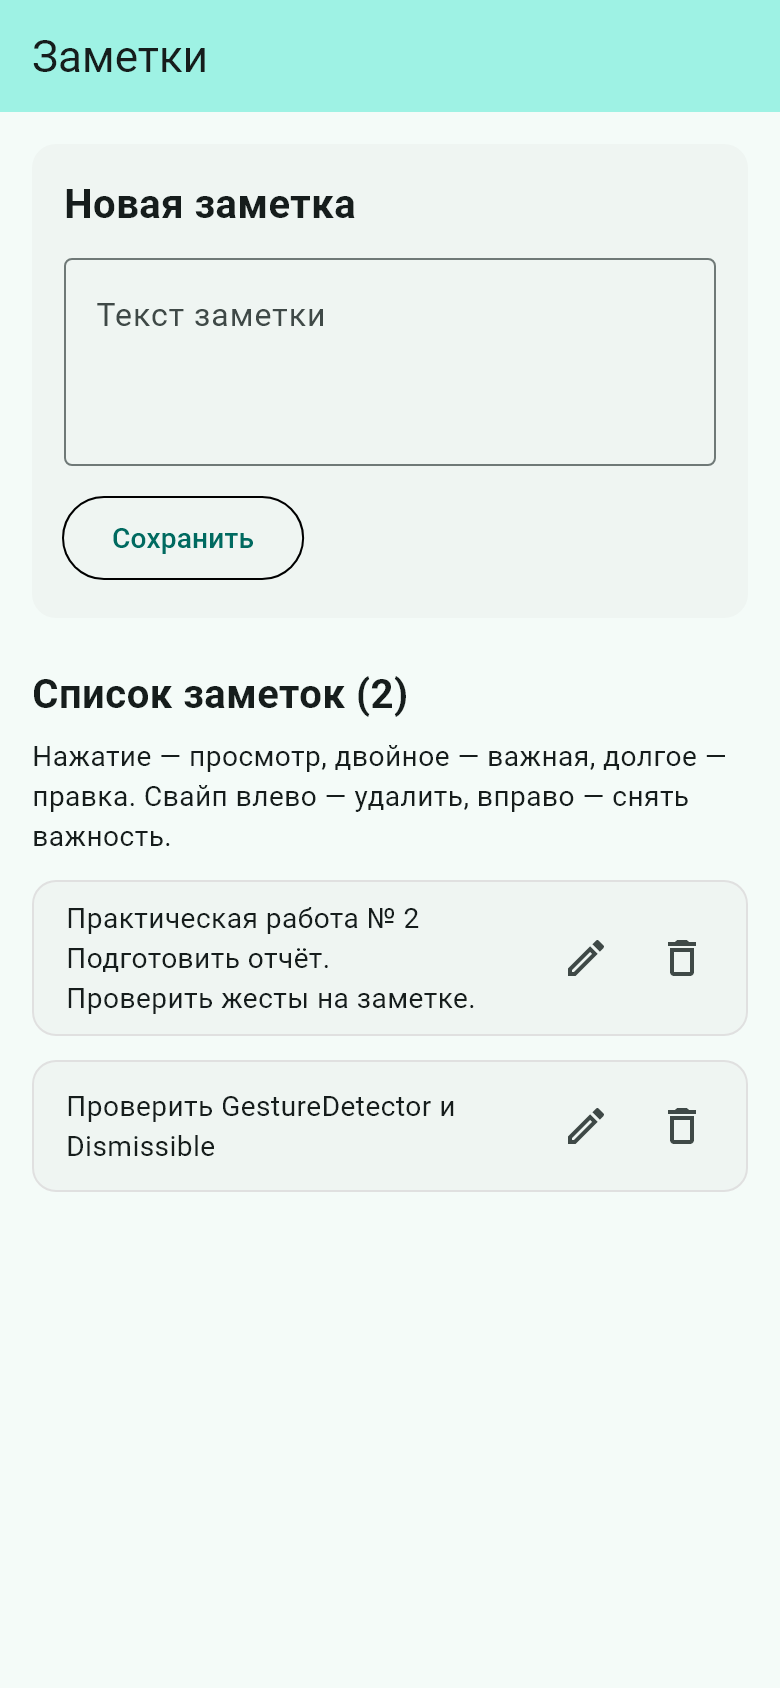 Заметки
Новая заметка
Текст заметки
Сохранить
Список заметок (2)
Нажатие — просмотр, двойное — важная, долгое —
правка. Свайп влево — удалить, вправо — снять
важность.
Практическая работа № 2
Подготовить отчёт.
Проверить жесты на заметке.
Проверить GestureDetector и
Dismissible